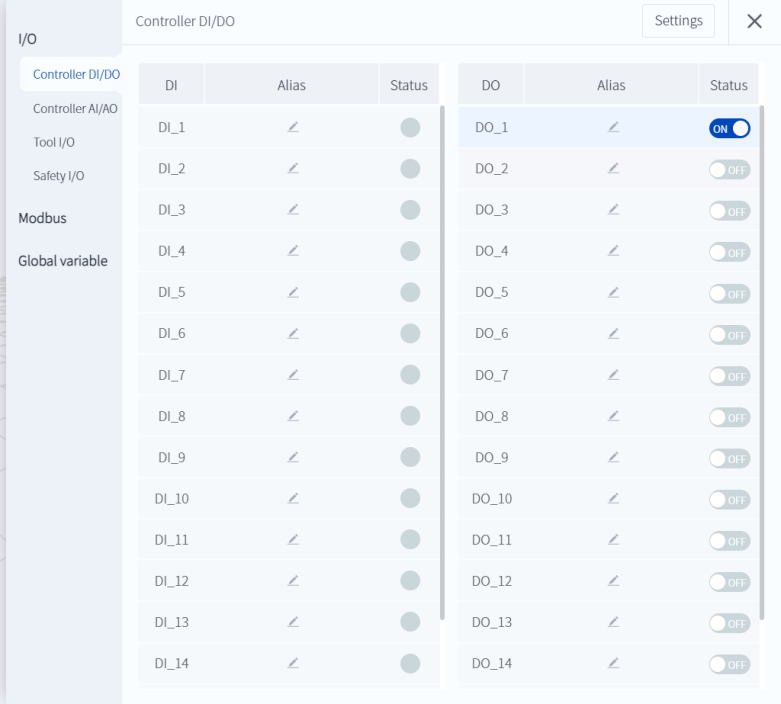 Controller DI/DO
Settings
I/O
Controller DI/DO
Controller AI/AO
Tool I/O
Safety I/O
Modbus
Global variable
DI Alias Status
DI_1
DI_2
DI_3
DI_4
DI_5
DI_6
DI_7
DI_8
DI_9
DI_10
DI_11
DI_12
DI_13
DI_14
DO Alias Status
DO_1 ON
DO_2 OFF
DO_3 OFF
DO_4 OFF
DO_5 OFF
DO_6 OFF
DO_7 OFF
DO_8 OFF
DO_9 OFF
DO_10 OFF
DO_11 OFF
DO_12 OFF
DO_13 OFF
DO_14 OFF